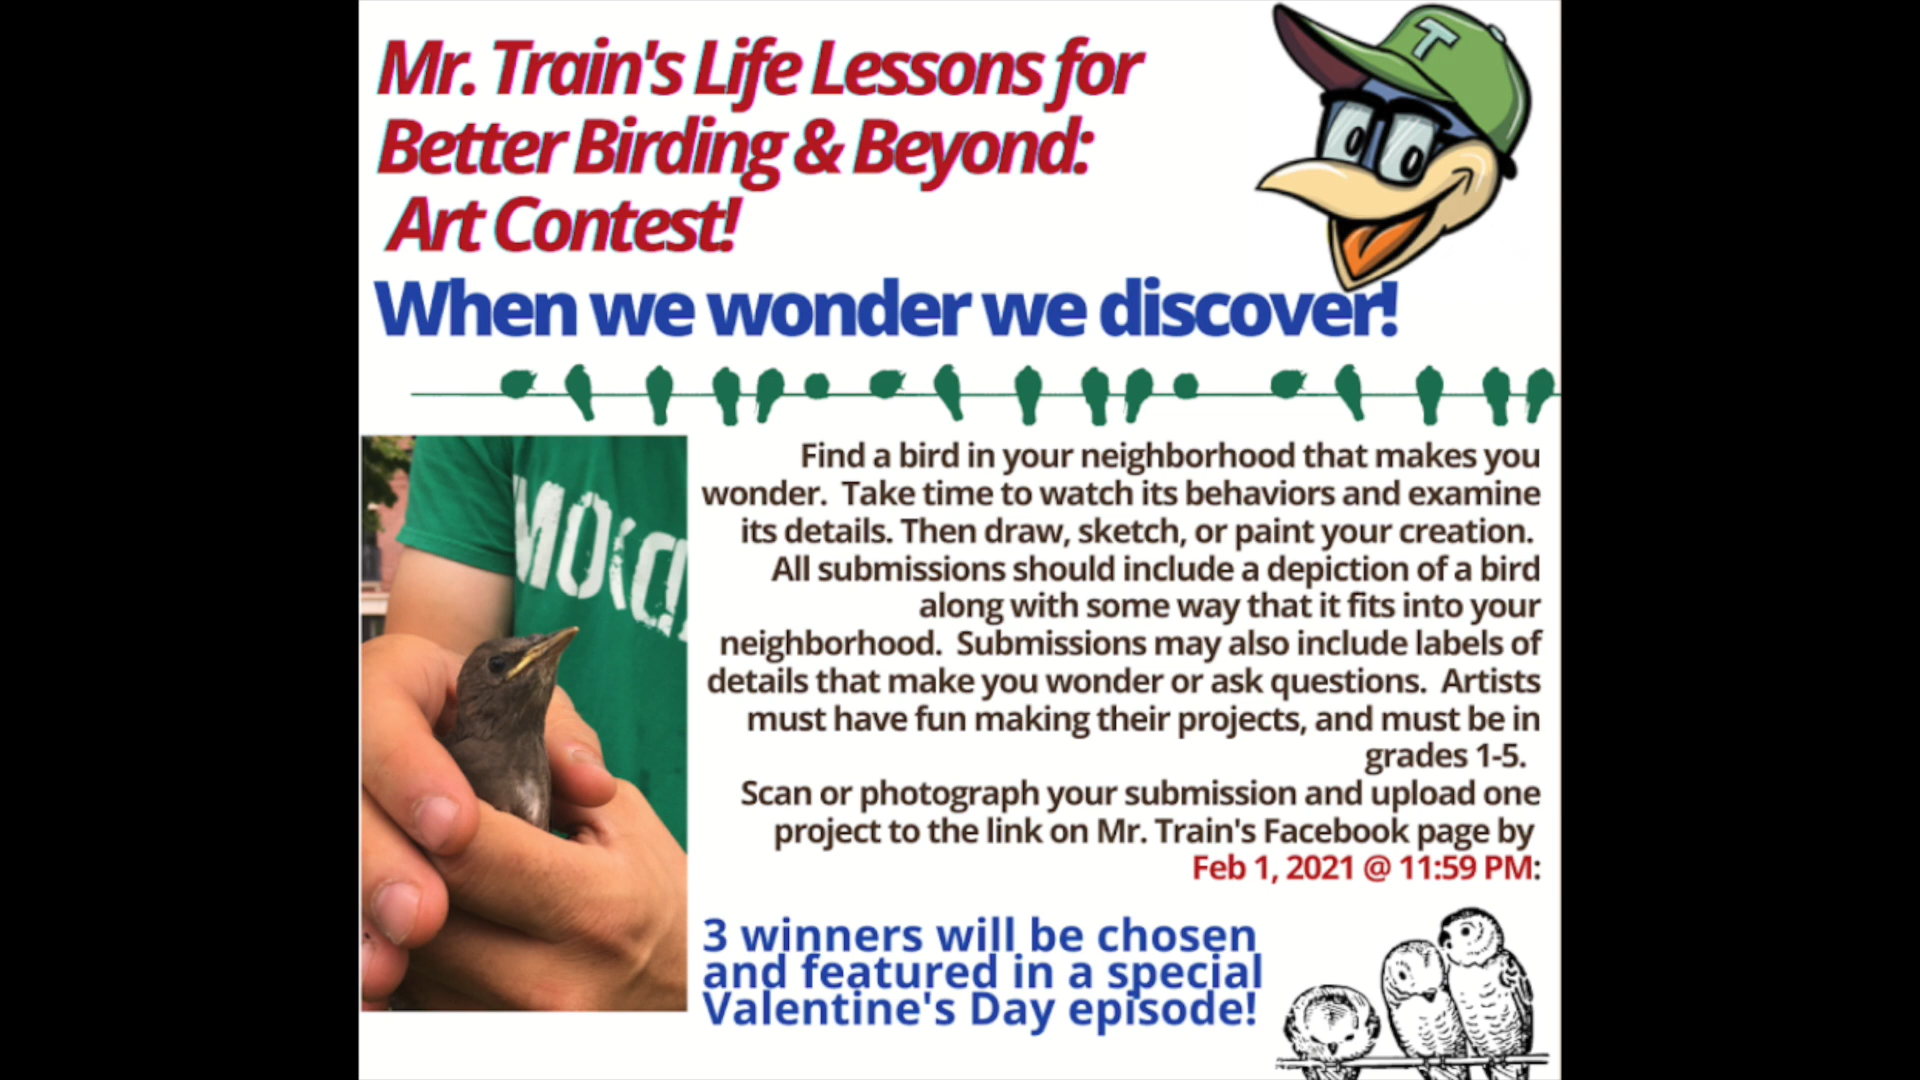 Mr. Train's Life Lessons for
Better Birding & Beyond:
Art Contest!
T
When we wonder we discover!
Find a bird in your neighborhood that makes you
wonder. Take time to watch its behaviors and examine
its details. Then draw, sketch, or paint your creation.
All submissions should include a depiction of a bird
along with some way that it fits into your
neighborhood. Submissions may also include labels of
details that make you wonder or ask questions. Artists
must have fun making their projects, and must be in
grades 1-5.
Scan or photograph your submission and upload one
project to the link on Mr. Train's Facebook page by
Feb 1, 2021 @ 11:59 PM:
3 winners will be chosen
and featured in a special
Valentine's Day episode!